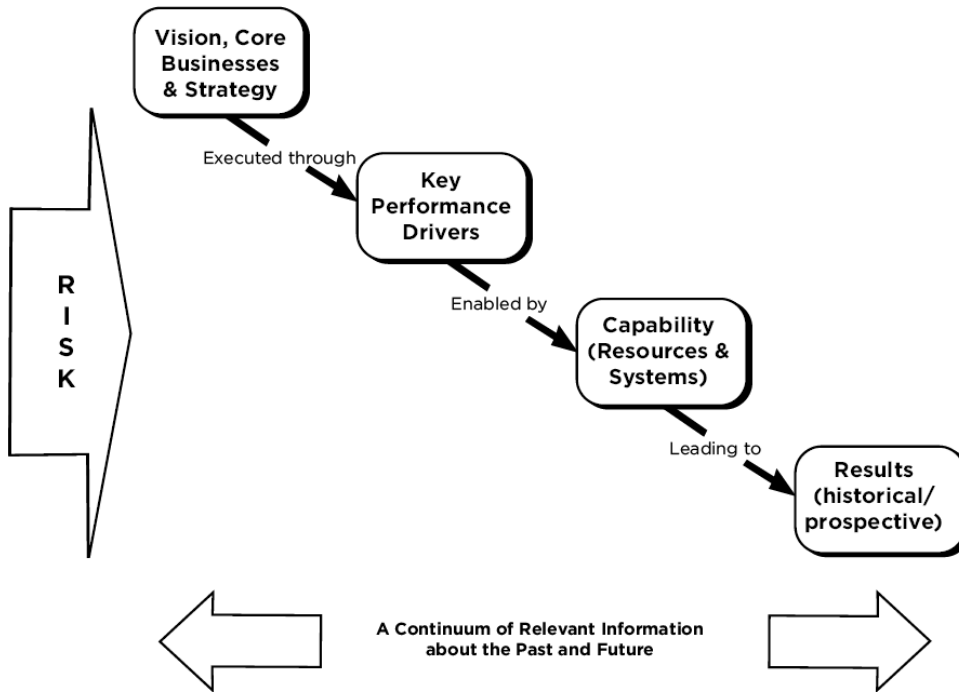 Vision, Core
Businesses
& Strategy
Executed through
Key
Performance
Drivers
Enabled by
Capability
(Resources &
Systems)
Leading to
Results
(historical/
prospective)
R
I
S
K
A Continuum of Relevant Information
about the Past and Future